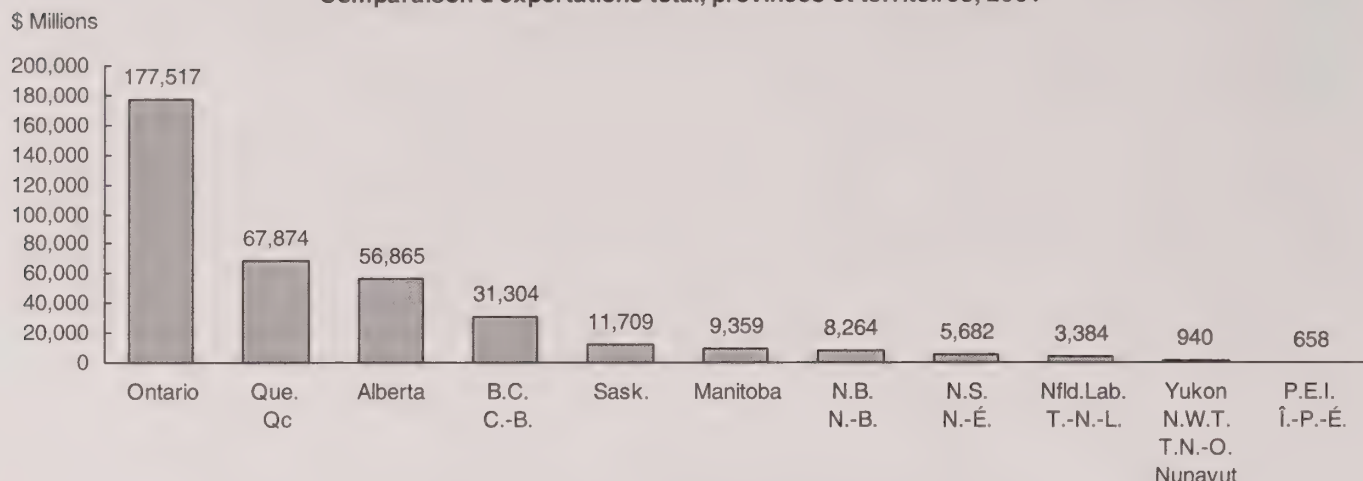 $ Millions
200,000
180,000
160,000
140,000
120,000
100,000
80,000
60,000
40,000
20,000
0
177,517
67,874
56,865
31,304
11,709
9,359
8,264
5,682
3,384
940
658
Ontario
Que.
Qc
Alberta
B.C.
C.-B.
Sask.
Manitoba
N.B.
N.-B.
N.S.
N.-É.
Nfld.Lab.
T.-N.-L.
Yukon
N.W.T.
T.N.-O.
Nunavut
P.E.I.
Î.-P.-É.